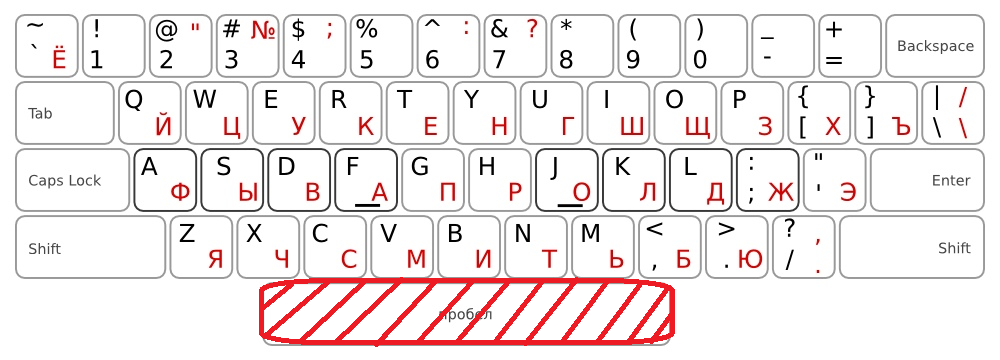 ~ ` Ё ! 1 @ " 2 # № 3 $ ; 4 % 5 ^ : 6 & ? 7 * 8 ( 9 ) 0 _ - + = Backspace
Tab Q Й W Ц E У R К T Е Y Н U Г I Ш O Щ P З { [ Х } ] Ъ | / \ \
Caps Lock A Ф S Ы D В F А G П H Р J О K Л L Д : ; Ж " ' Э Enter
Shift Z Я X Ч C С V М B И N Т M Ь < , Б > . Ю ? / , . Shift
пробел